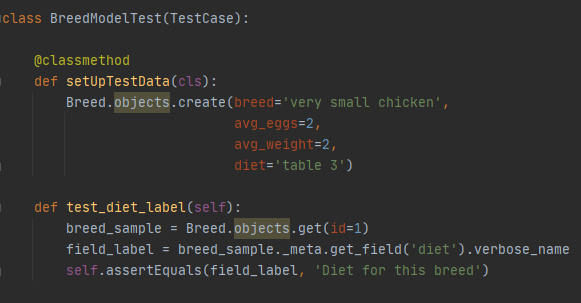 class BreedModelTest(TestCase):
@classmethod
def setUpTestData(cls):
Breed.objects.create(breed='very small chicken',
avg_eggs=2,
avg_weight=2,
diet='table 3')
def test_diet_label(self):
breed_sample = Breed.objects.get(id=1)
field_label = breed_sample._meta.get_field('diet').verbose_name
self.assertEquals(field_label, 'Diet for this breed')